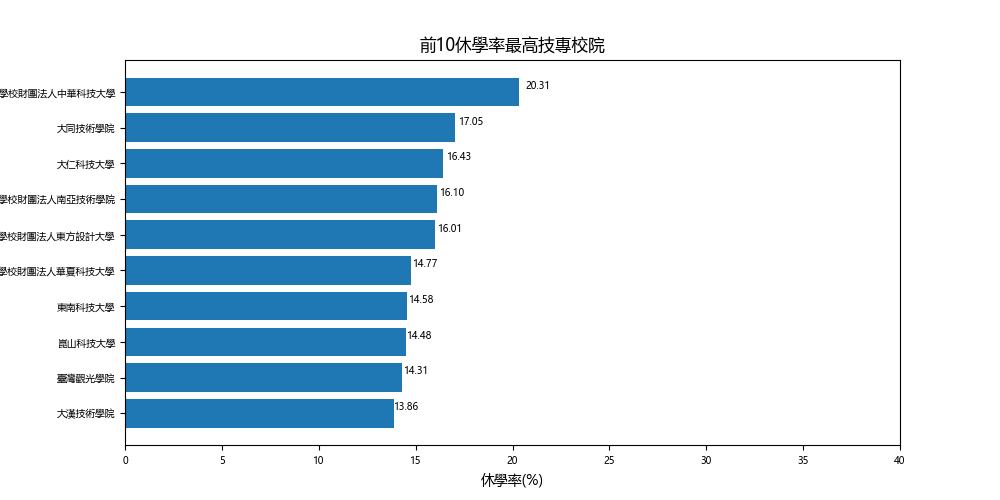 前10休學率最高技專校院
學校財團法人中華科技大學 20.31
大同技術學院 17.05
大仁科技大學 16.43
學校財團法人南亞技術學院 16.10
學校財團法人東方設計大學 16.01
學校財團法人華夏科技大學 14.77
東南科技大學 14.58
崑山科技大學 14.48
臺灣觀光學院 14.31
大漢技術學院 13.86
0 5 10 15 20 25 30 35 40
休學率(%)